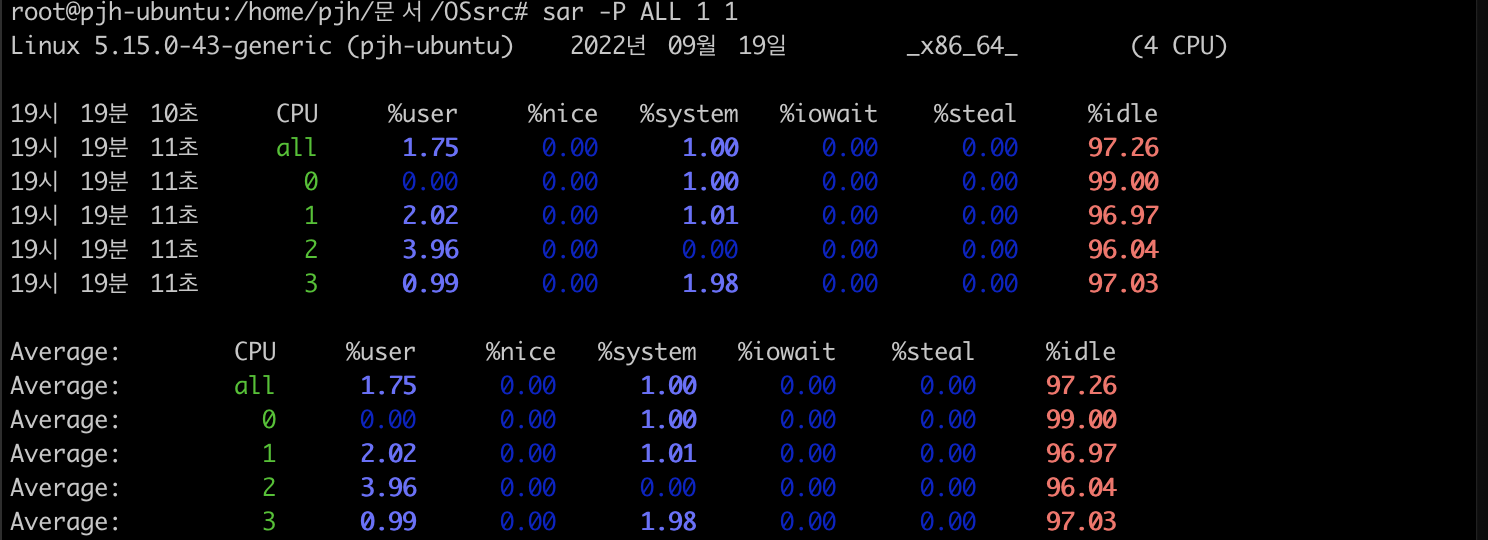 root@pjh-ubuntu:/home/pjh/문서/OSsrc# sar -P ALL 1 1
Linux 5.15.0-43-generic (pjh-ubuntu) 2022년 09월 19일 _x86_64_ (4 CPU)
19시 19분 10초 CPU %user %nice %system %iowait %steal %idle
19시 19분 11초 all 1.75 0.00 1.00 0.00 0.00 97.26
19시 19분 11초 0 0.00 0.00 1.00 0.00 0.00 99.00
19시 19분 11초 1 2.02 0.00 1.01 0.00 0.00 96.97
19시 19분 11초 2 3.96 0.00 0.00 0.00 0.00 96.04
19시 19분 11초 3 0.99 0.00 1.98 0.00 0.00 97.03
Average: CPU %user %nice %system %iowait %steal %idle
Average: all 1.75 0.00 1.00 0.00 0.00 97.26
Average: 0 0.00 0.00 1.00 0.00 0.00 99.00
Average: 1 2.02 0.00 1.01 0.00 0.00 96.97
Average: 2 3.96 0.00 0.00 0.00 0.00 96.04
Average: 3 0.99 0.00 1.98 0.00 0.00 97.03